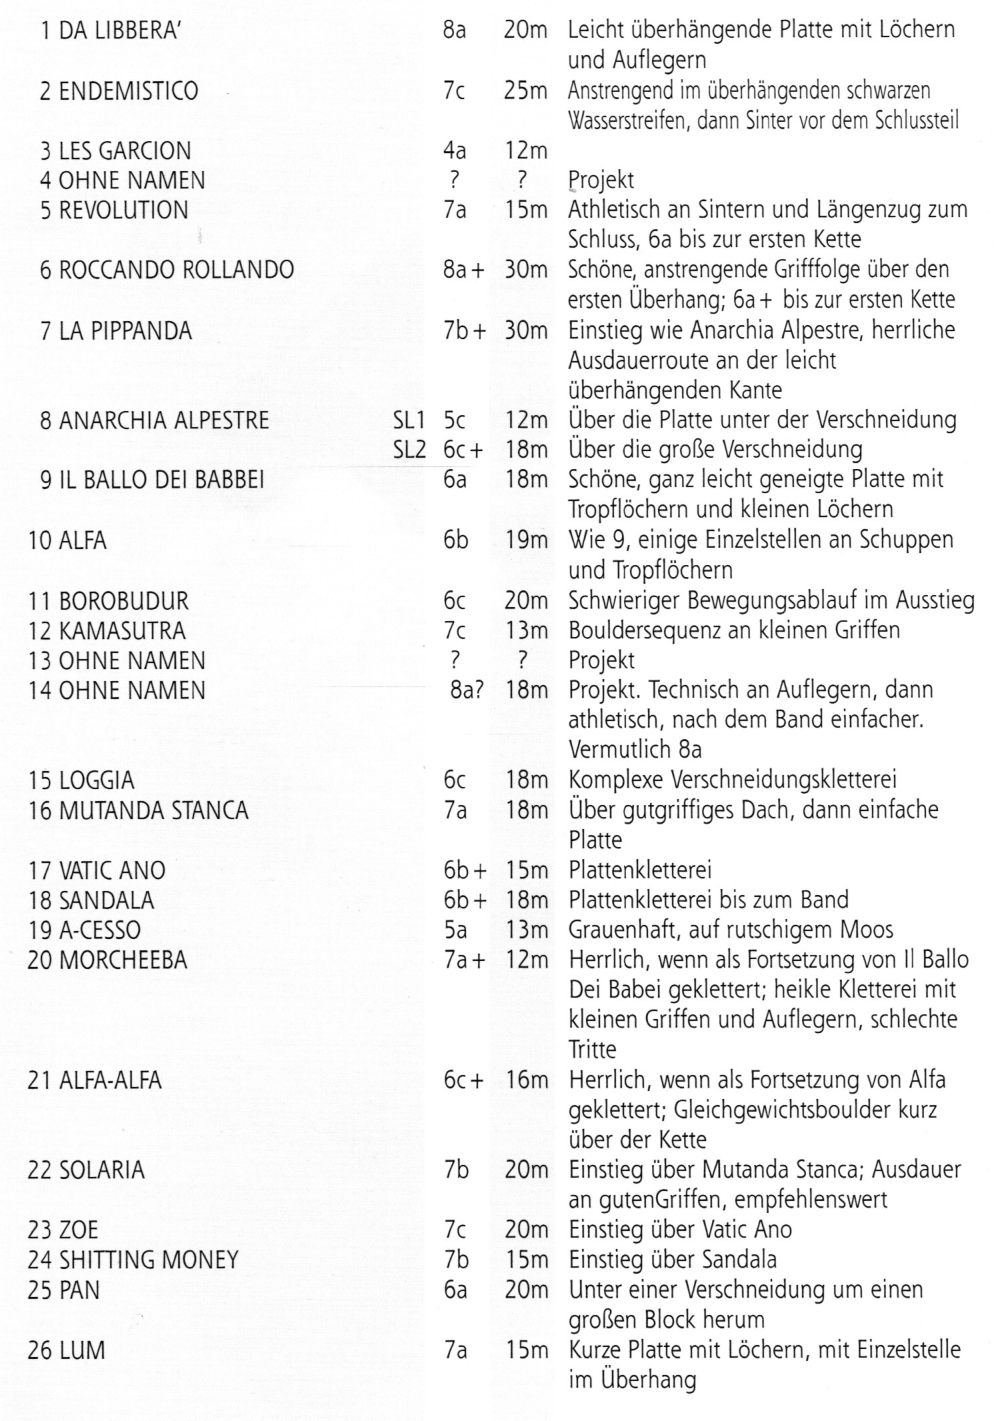 1 DA LIBBERA’ 8a 20m Leicht überhängende Platte mit Löchern
und Auflegern
2 ENDEMISTICO 7c 25m Anstrengend im überhängenden schwarzen
Wasserstreifen, dann Sinter vor dem Schlussteil
3 LES GARCION 4a 12m
4 OHNE NAMEN ? ? Projekt
5 REVOLUTION 7a 15m Athletisch an Sintern und Längenzug zum
Schluss, 6a bis zur ersten Kette
6 ROCCANDO ROLLANDO 8a+ 30m Schöne, anstrengende Grifffolge über den
ersten Überhang; 6a+ bis zur ersten Kette
7 LA PIPPANDA 7b+ 30m Einstieg wie Anarchia Alpestre, herrliche
Ausdauerroute an der leicht
überhängenden Kante
8 ANARCHIA ALPESTRE SL1 5c 12m Über die Platte unter der Verschneidung
SL2 6c+ 18m Über die große Verschneidung
9 IL BALLO DEI BABBEI 6a 18m Schöne, ganz leicht geneigte Platte mit
Tropflöchern und kleinen Löchern
10 ALFA 6b 19m Wie 9, einige Einzelstellen an Schuppen
und Tropflöchern
11 BOROBUDUR 6c 20m Schwieriger Bewegungsablauf im Ausstieg
12 KAMASUTRA 7c 13m Bouldersequenz an kleinen Griffen
13 OHNE NAMEN ? ? Projekt
14 OHNE NAMEN 8a? 18m Projekt. Technisch an Auflegern, dann
athletisch, nach dem Band einfacher.
Vermutlich 8a
15 LOGGIA 6c 18m Komplexe Verschneidungskletterei
16 MUTANDA STANCA 7a 18m Über gutgriffiges Dach, dann einfache
Platte
17 VATIC ANO 6b+ 15m Plattenkletterei
18 SANDALA 6b+ 18m Plattenkletterei bis zum Band
19 A-CESSO 5a 13m Grauenhaft, auf rutschigem Moos
20 MORCHEEBA 7a+ 12m Herrlich, wenn als Fortsetzung von Il Ballo
Dei Babei geklettert; heikle Kletterei mit
kleinen Griffen und Auflegern, schlechte
Tritte
21 ALFA-ALFA 6c+ 16m Herrlich, wenn als Fortsetzung von Alfa
geklettert; Gleichgewichtsboulder kurz
über der Kette
22 SOLARIA 7b 20m Einstieg über Mutanda Stanca; Ausdauer
an gutenGriffen, empfehlenswert
23 ZOE 7c 20m Einstieg über Vatic Ano
24 SHITTING MONEY 7b 15m Einstieg über Sandala
25 PAN 6a 20m Unter einer Verschneidung um einen
großen Block herum
26 LUM 7a 15m Kurze Platte mit Löchern, mit Einzelstelle
im Überhang